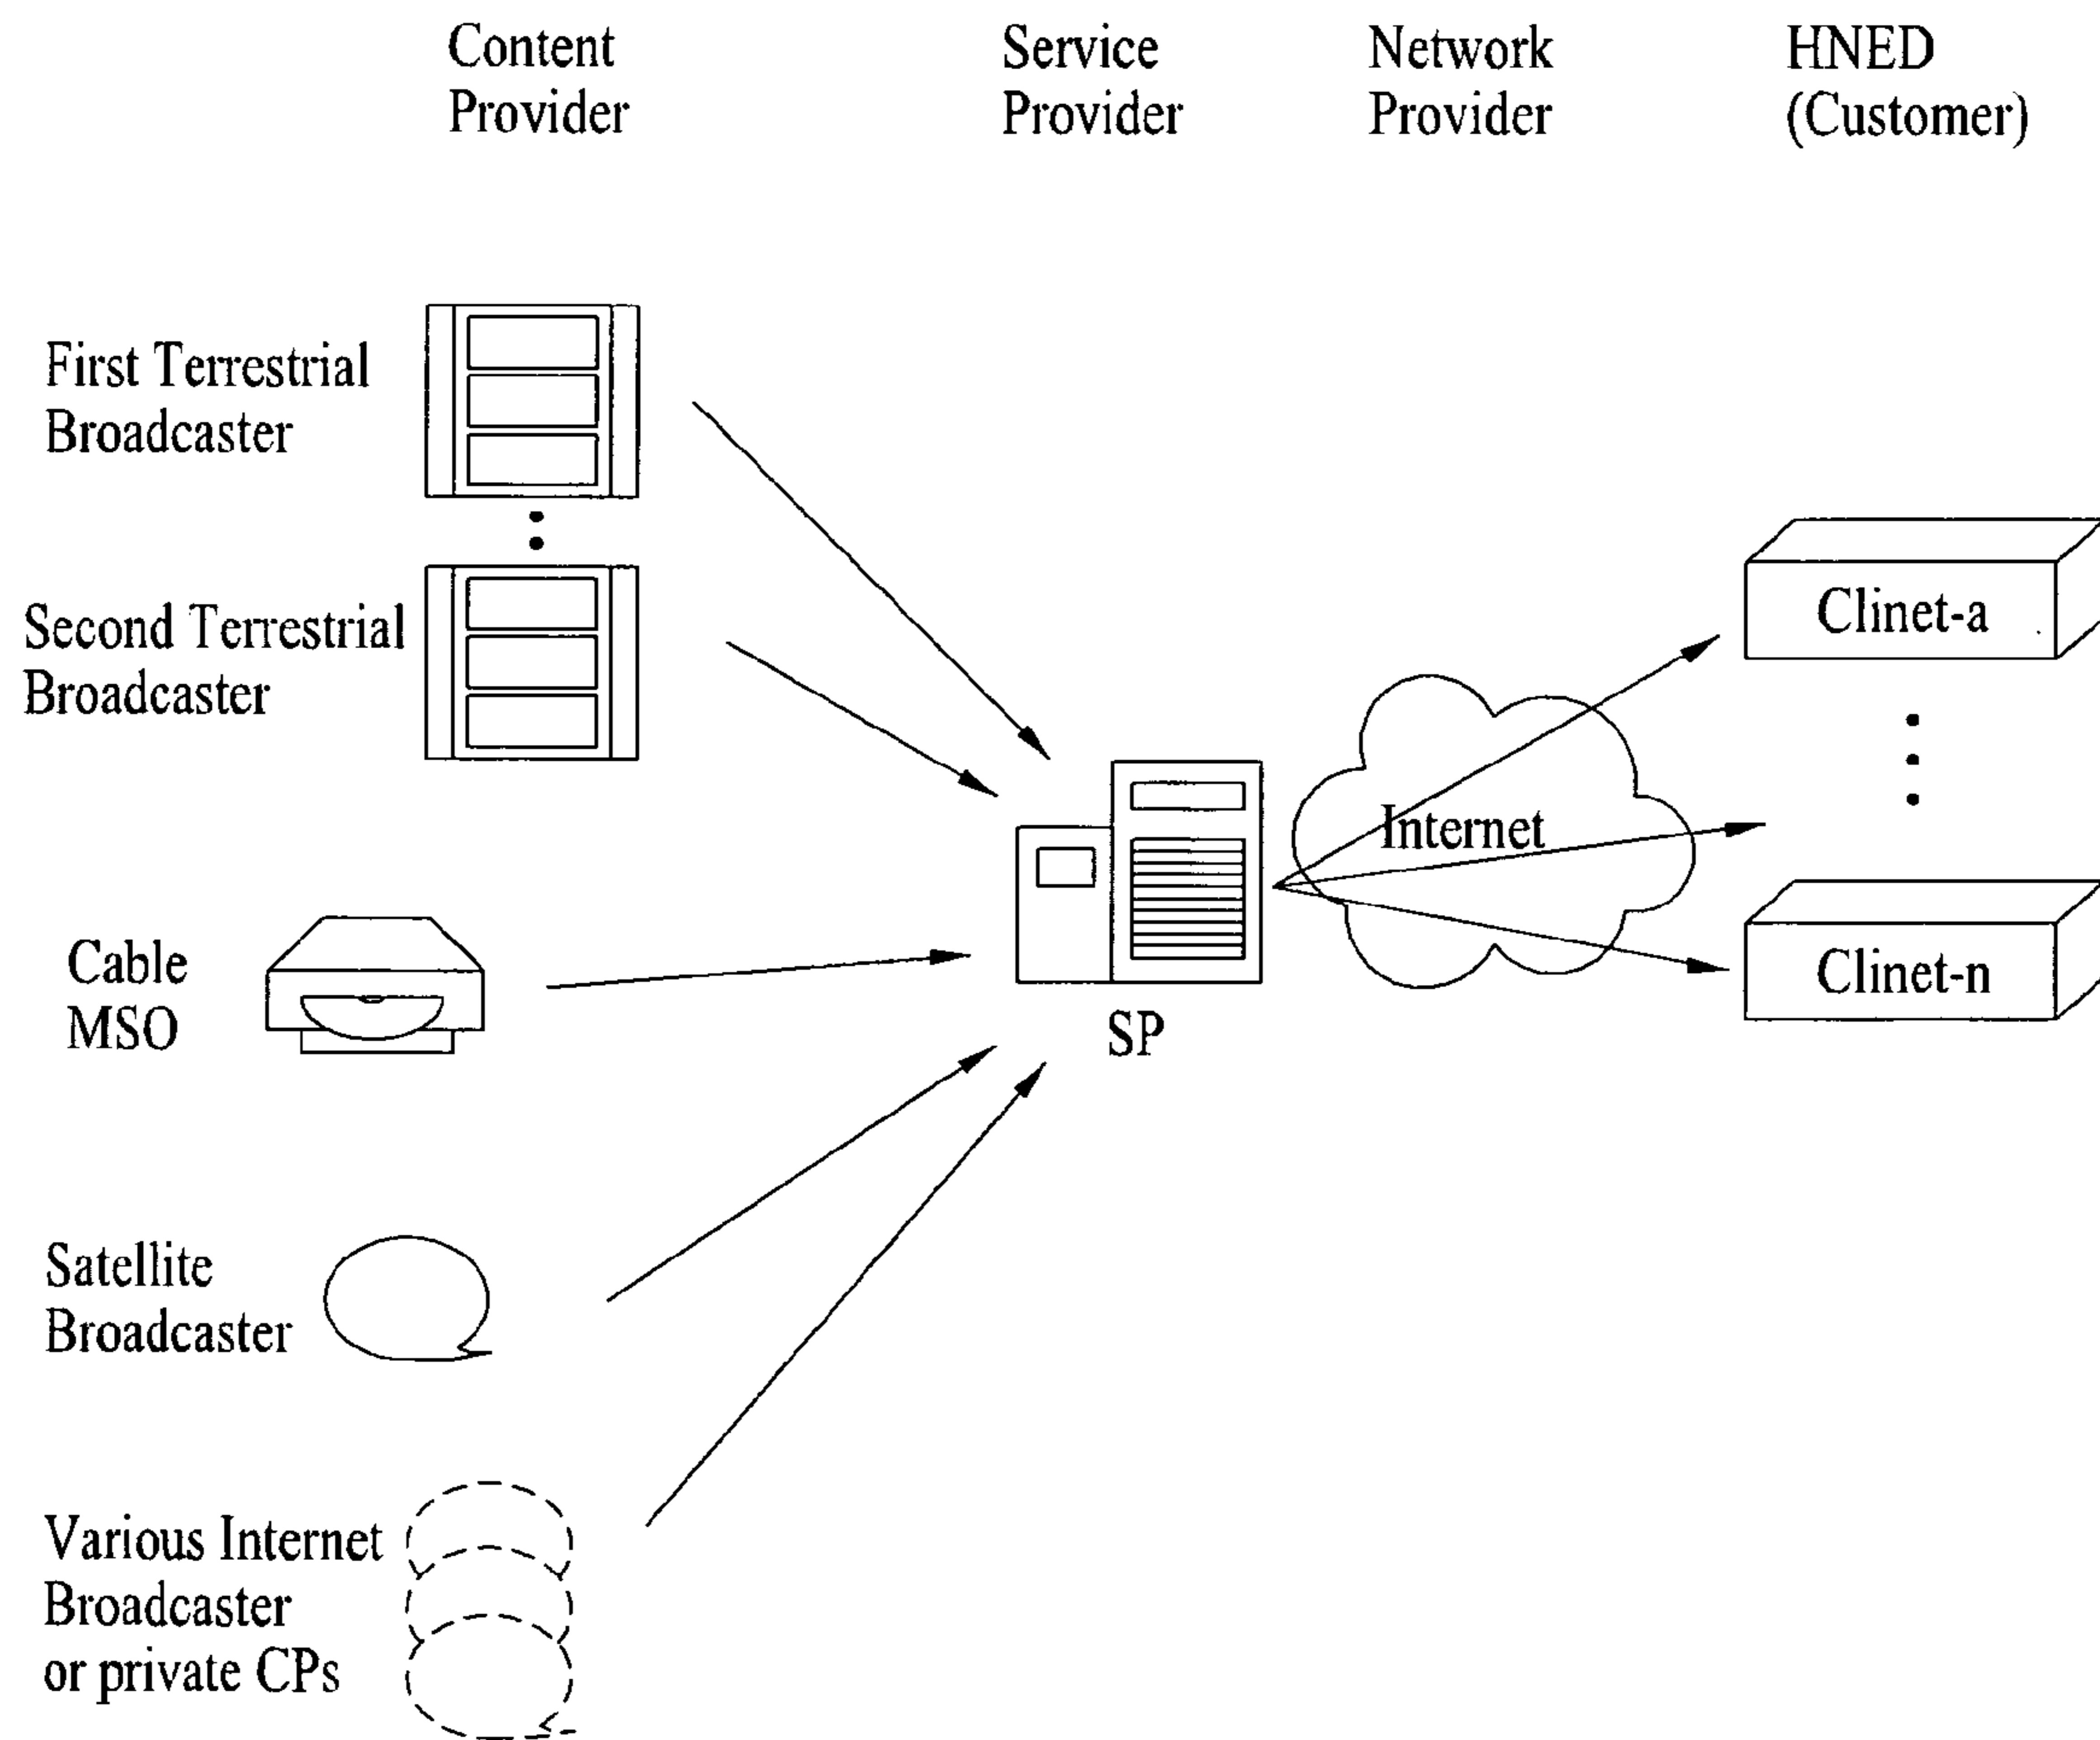 Content
Provider
Service
Provider
Network
Provider
HNED
(Customer)
First Terrestrial
Broadcaster
Second Terrestrial
Broadcaster
Cable
MSO
Satellite
Broadcaster
Various Internet
Broadcaster
or private CPs
SP
Internet
Clinet-a
Clinet-n